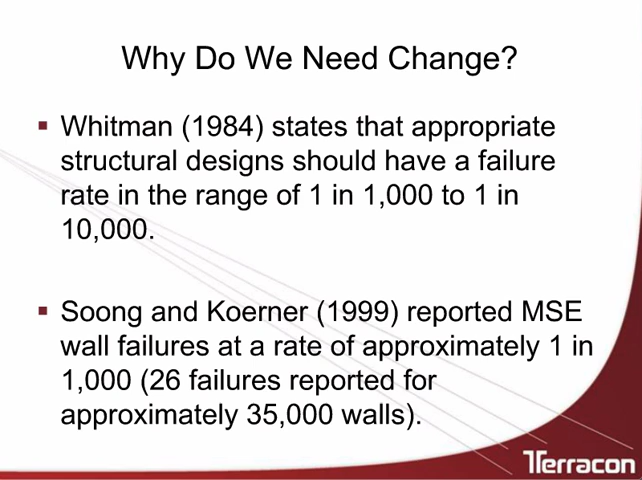 Why Do We Need Change?
▪ Whitman (1984) states that appropriate
structural designs should have a failure
rate in the range of 1 in 1,000 to 1 in
10,000.
▪ Soong and Koerner (1999) reported MSE
wall failures at a rate of approximately 1 in
1,000 (26 failures reported for
approximately 35,000 walls).
Terracon